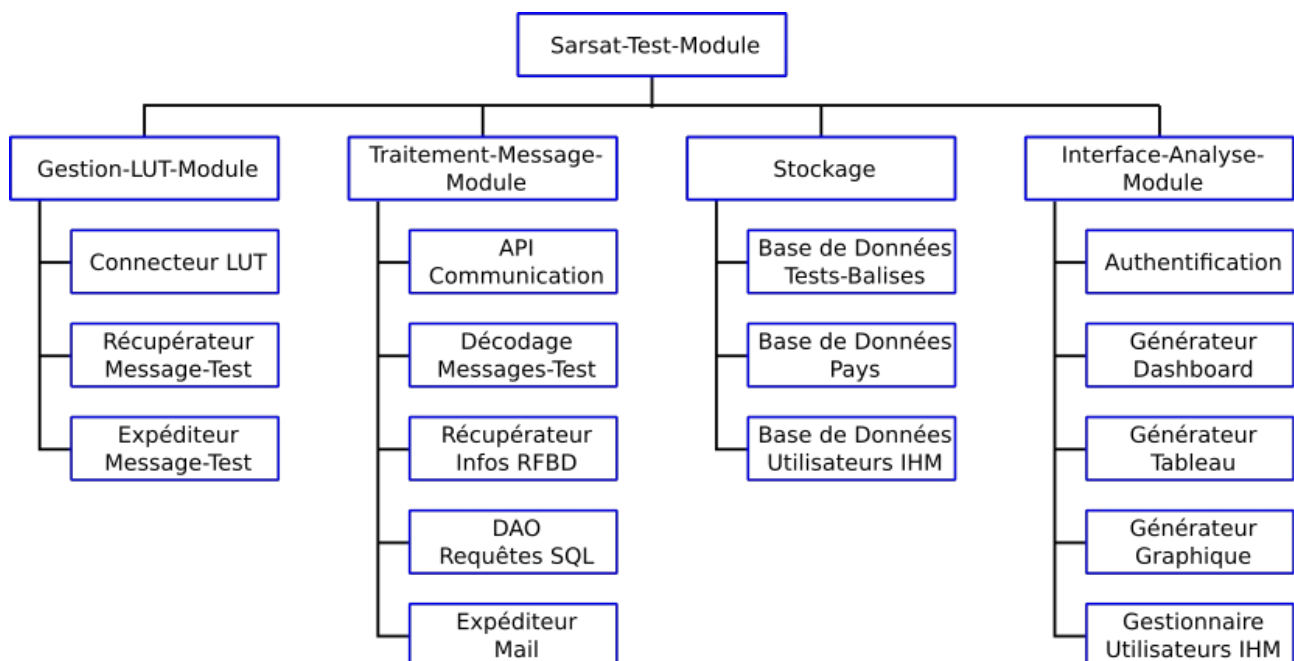 Sarsat-Test-Module
Gestion-LUT-Module
Connecteur LUT
Récupérateur
Message-Test
Expéditeur
Message-Test
Traitement-Message-
Module
API
Communication
Décodage
Messages-Test
Récupérateur
Infos RFBD
DAO
Requêtes SQL
Expéditeur
Mail
Stockage
Base de Données
Tests-Balises
Base de Données
Pays
Base de Données
Utilisateurs IHM
Interface-Analyse-
Module
Authentification
Générateur
Dashboard
Générateur
Tableau
Générateur
Graphique
Gestionnaire
Utilisateurs IHM